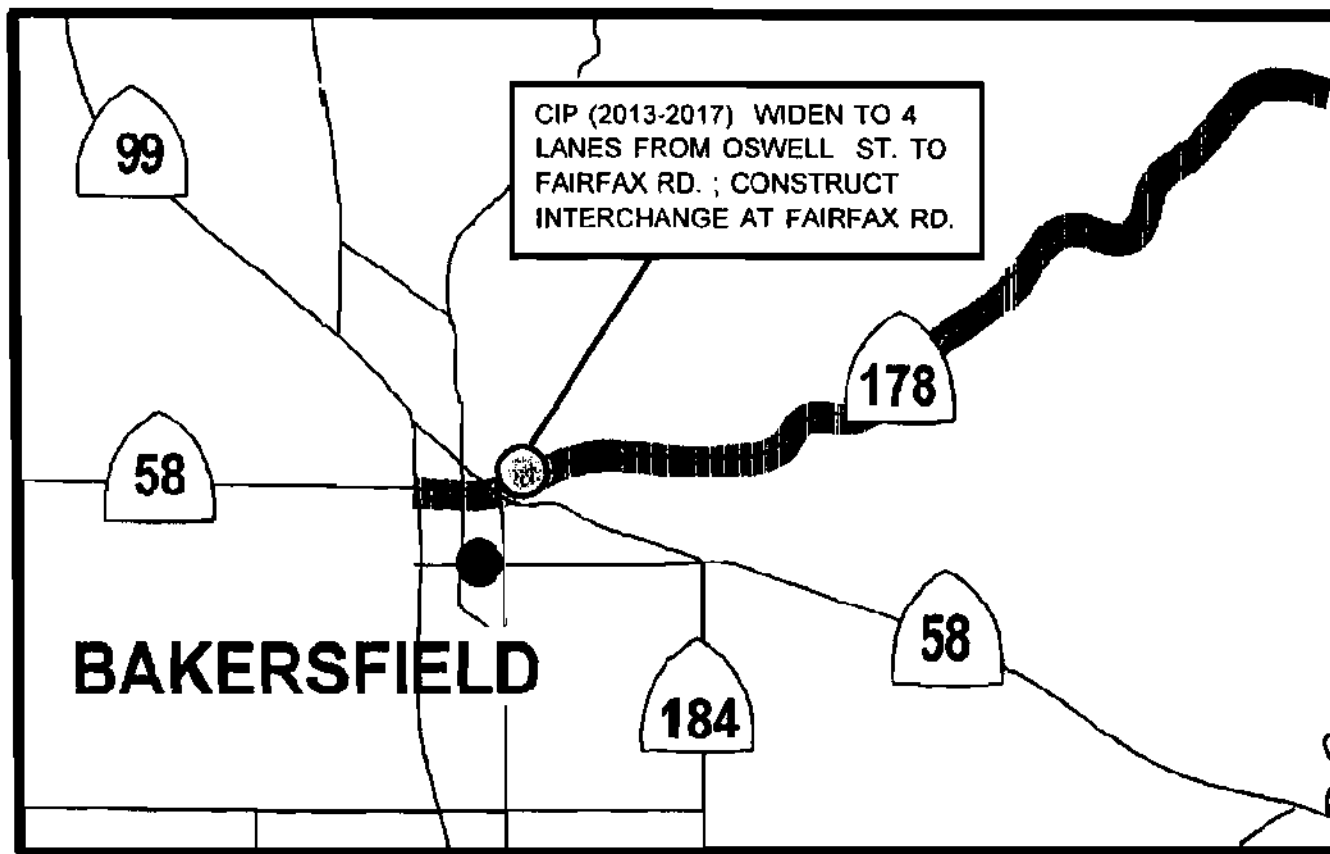 CIP (2013-2017) WIDEN TO 4
LANES FROM OSWELL ST. TO
FAIRFAX RD. ; CONSTRUCT
INTERCHANGE AT FAIRFAX RD.
99
178
58
58
BAKERSFIELD
184